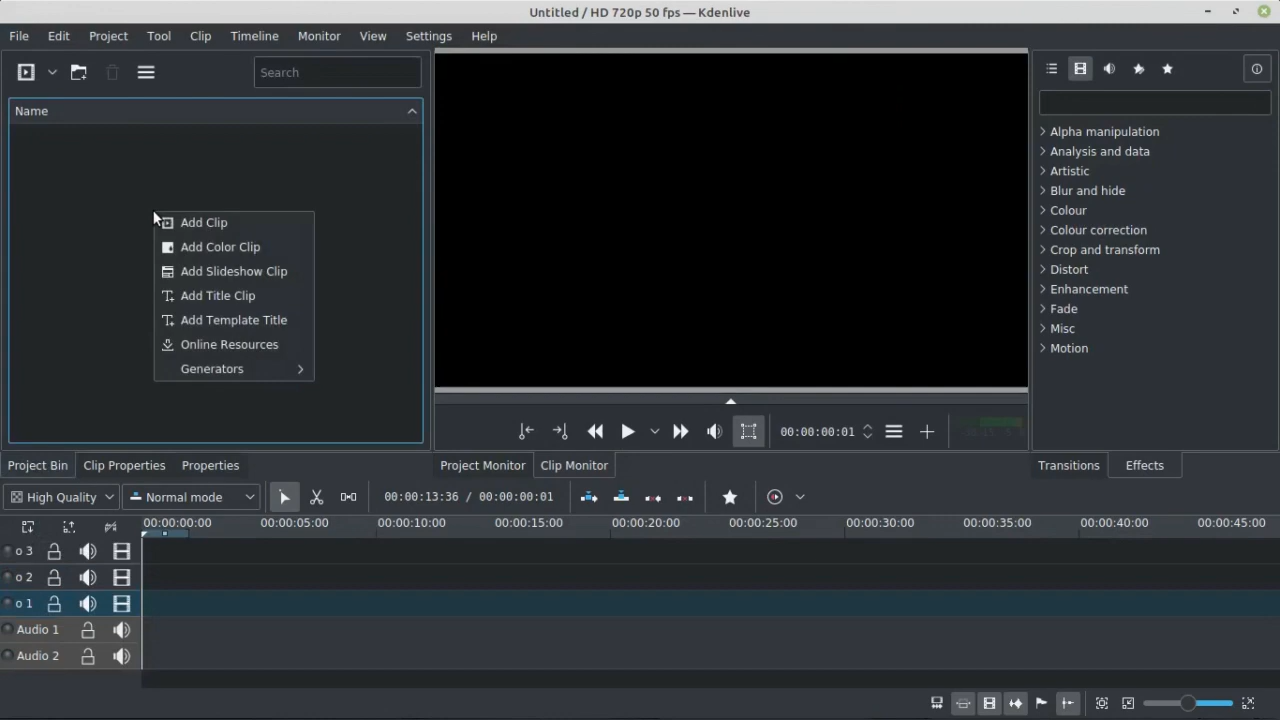 Untitled / HD 720p 50 fps — Kdenlive
File Edit Project Tool Clip Timeline Monitor View Settings Help
Search
Name
Add Clip
Add Color Clip
Add Slideshow Clip
Add Title Clip
Add Template Title
Online Resources
Generators
00:00:00:01
Alpha manipulation
Analysis and data
Artistic
Blur and hide
Colour
Colour correction
Crop and transform
Distort
Enhancement
Fade
Misc
Motion
Project Bin Clip Properties Properties
Project Monitor Clip Monitor
Transitions Effects
High Quality Normal mode 00:00:13:36 / 00:00:00:01
00:00:00:00 00:00:05:00 00:00:10:00 00:00:15:00 00:00:20:00 00:00:25:00 00:00:30:00 00:00:35:00 00:00:40:00 00:00:45:00
o 3
o 2
o 1
Audio 1
Audio 2